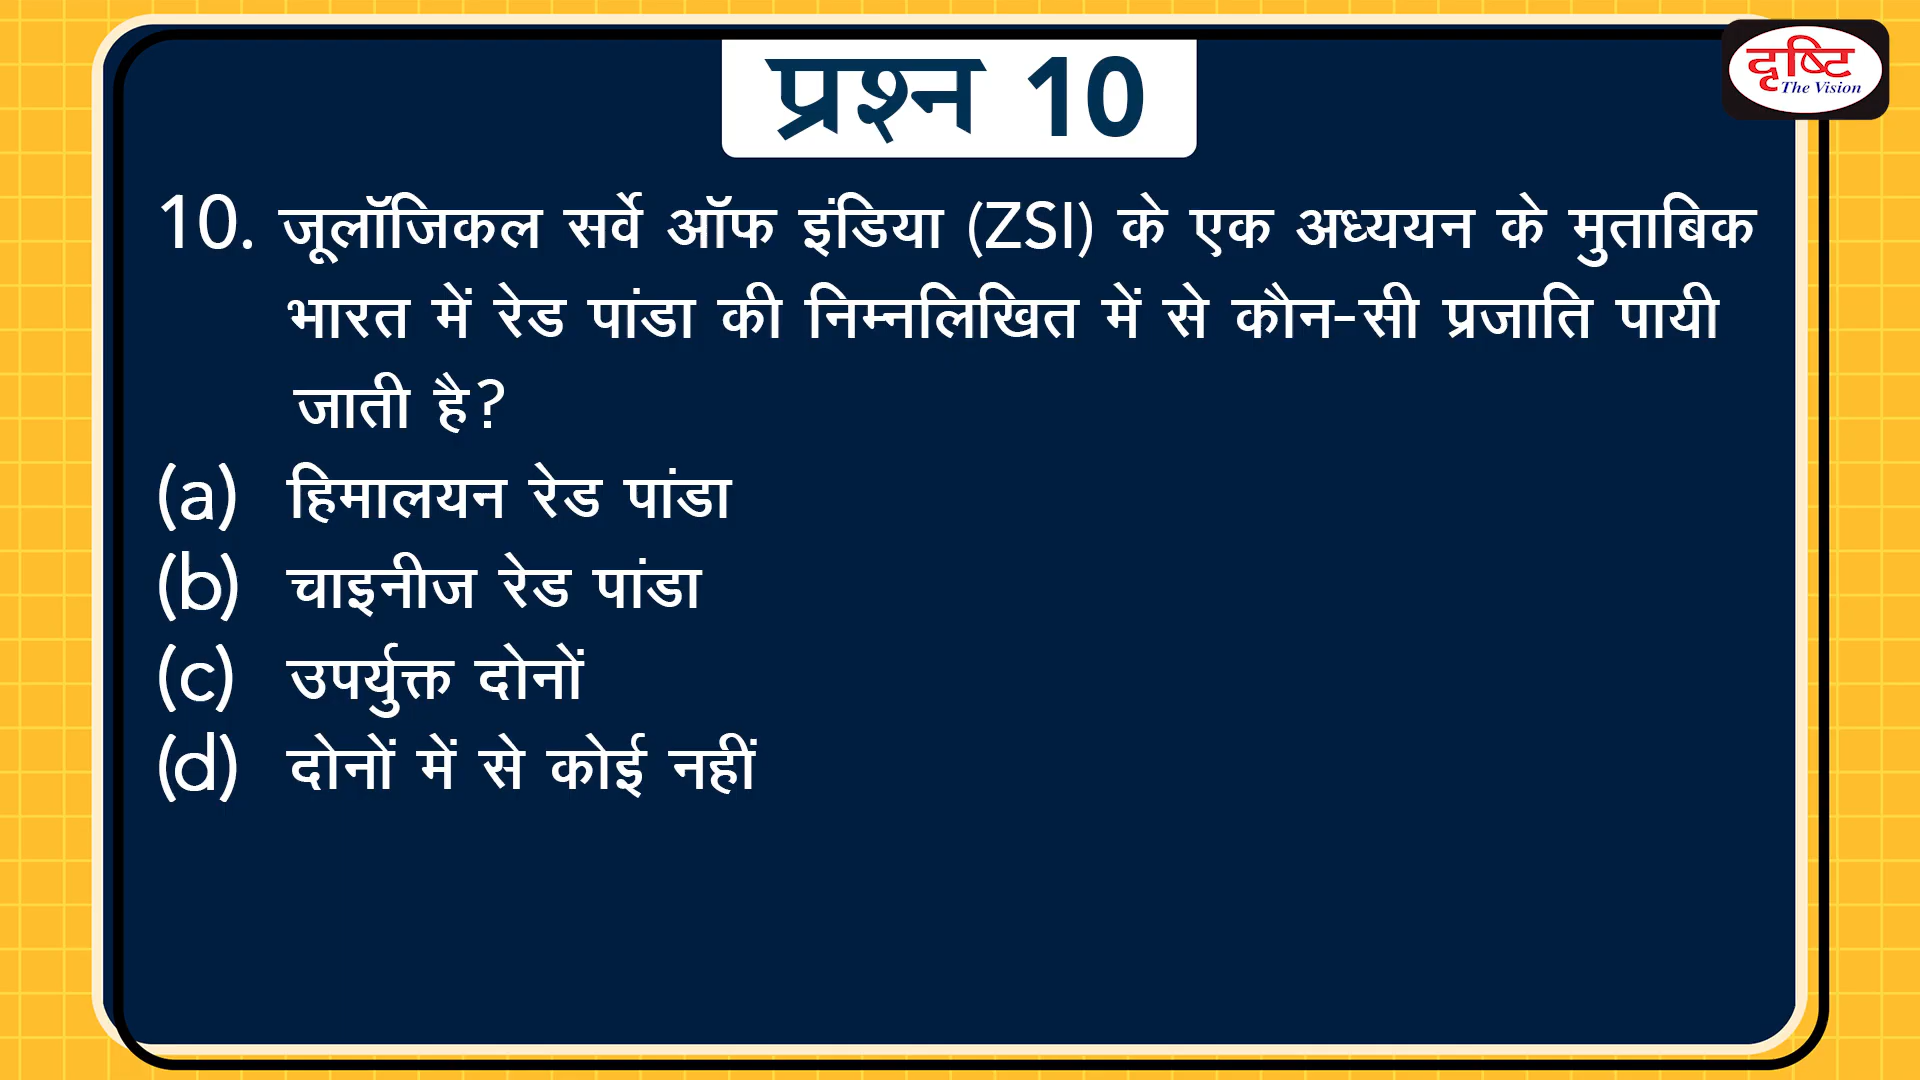 प्रश्न 10
दृष्टि
The Vision
10. जूलॉजिकल सर्वे ऑफ इंडिया (ZSI) के एक अध्ययन के मुताबिक
भारत में रेड पांडा की निम्नलिखित में से कौन-सी प्रजाति पायी
जाती है?
(a) हिमालयन रेड पांडा
(b) चाइनीज रेड पांडा
(c) उपर्युक्त दोनों
(d) दोनों में से कोई नहीं